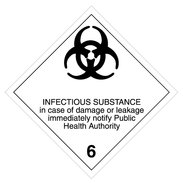 INFECTIOUS SUBSTANCE
in case of damage or leakage
immediately notify Public
Health Authority
6